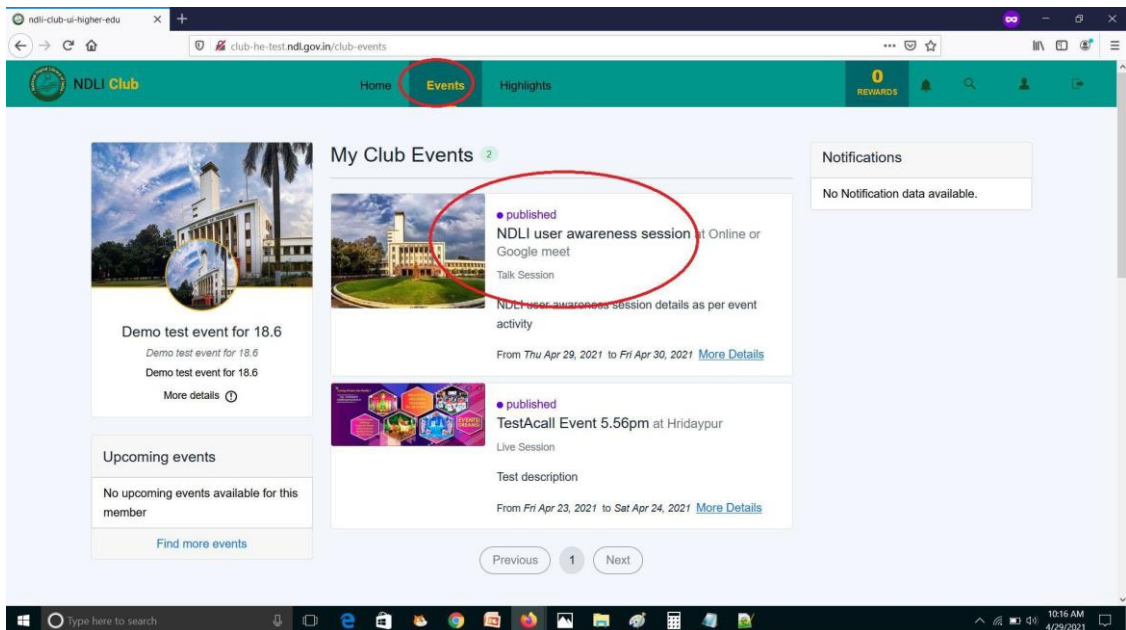 ndli-club-ui-higher-edu
club-he-test.ndl.gov.in/club-events
NDLI Club
Home
Events
Highlights
0
REWARDS
Demo test event for 18.6
Demo test event for 18.6
Demo test event for 18.6
More details
Upcoming events
No upcoming events available for this
member
Find more events
My Club Events 2
published
NDLI user awareness session at Online or
Google meet
Talk Session
NDLI user awareness session details as per event
activity
From Thu Apr 29, 2021 to Fri Apr 30, 2021 More Details
published
TestAcall Event 5.56pm at Hridaypur
Live Session
Test description
From Fri Apr 23, 2021 to Sat Apr 24, 2021 More Details
Previous 1 Next
Notifications
No Notification data available.
Type here to search
10:16 AM
4/29/2021